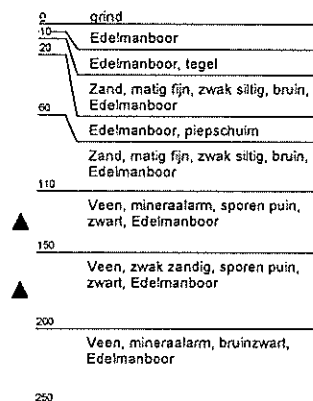 0 grind
-10 Edelmanboor
20 Edelmanboor, tegel
Zand, matig fijn, zwak siltig, bruin,
Edelmanboor
60 Edelmanboor, piepschuim
Zand, matig fijn, zwak siltig, bruin,
Edelmanboor
110
Veen, mineraalarm, sporen puin,
zwart, Edelmanboor
150
Veen, zwak zandig, sporen puin,
zwart, Edelmanboor
200
Veen, mineraalarm, bruinzwart,
Edelmanboor
250